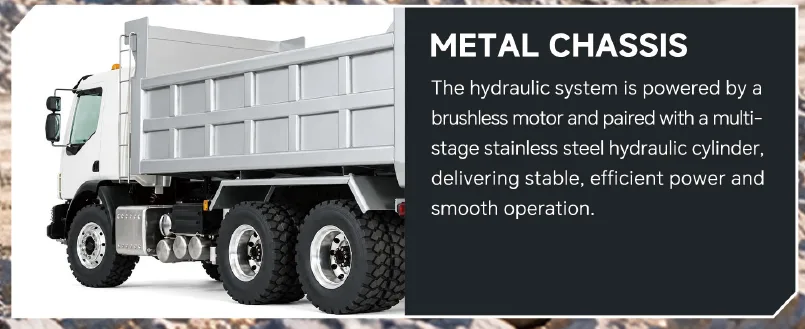 METAL CHASSIS
The hydraulic system is powered by a
brushless motor and paired with a multi-
stage stainless steel hydraulic cylinder,
delivering stable, efficient power and
smooth operation.